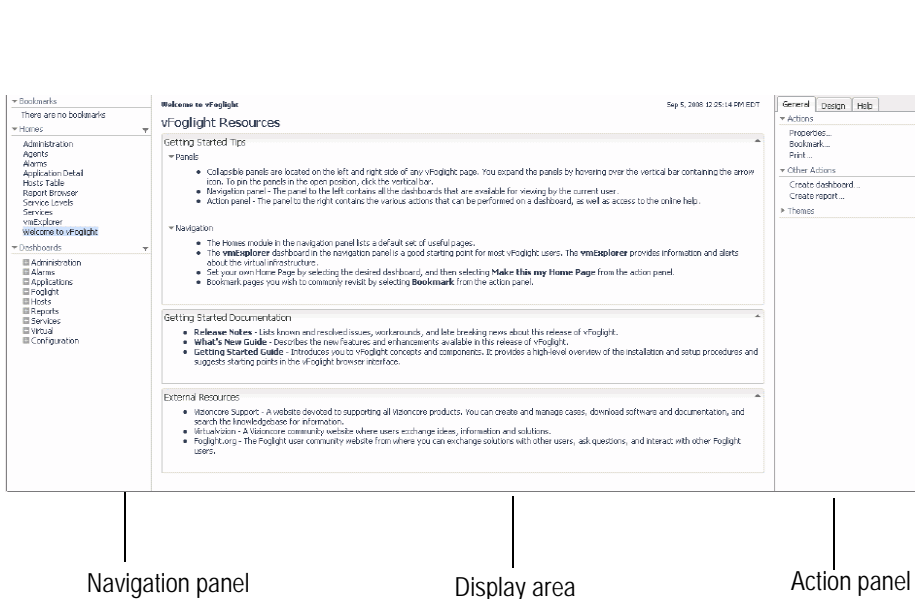 Bookmarks
There are no bookmarks
Homes
Administration
Agents
Alarms
Application Detail
Hosts Table
Report Browser
Service Levels
Services
vmExplorer
Welcome to vFoglight
Dashboards
Administration
Alarms
Applications
Foglight
Hosts
Reports
Services
Virtual
Configuration
Welcome to vFoglight
Sep 5, 2008 12:25:14 PM EDT
vFoglight Resources
Getting Started Tips
Panels
• Collapsible panels are located on the left and right side of any vFoglight page. You expand the panels by hovering over the vertical bar containing the arrow
icon. To pin the panels in the open position, click the vertical bar.
• Navigation panel - The panel to the left contains all the dashboards that are available for viewing by the current user.
• Action panel - The panel to the right contains the various actions that can be performed on a dashboard, as well as access to the online help.
Navigation
• The Homes module in the navigation panel lists a default set of useful pages.
• The vmExplorer dashboard in the navigation panel is a good starting point for most vFoglight users. The vmExplorer provides information and alerts
about the virtual infrastructure.
• Set your own Home Page by selecting the desired dashboard, and then selecting Make this my Home Page from the action panel.
• Bookmark pages you wish to commonly revisit by selecting Bookmark from the action panel.
Getting Started Documentation
• Release Notes - Lists known and resolved issues, workarounds, and late breaking news about this release of vFoglight.
• What's New Guide - Describes the new features and enhancements available in this release of vFoglight.
• Getting Started Guide - Introduces you to vFoglight concepts and components. It provides a high-level overview of the installation and setup procedures and
suggests starting points in the vFoglight browser interface.
External Resources
• Vizioncore Support - A website devoted to supporting all Vizioncore products. You can create and manage cases, download software and documentation, and
search the knowledgebase for information.
• Virtualvizion - A Vizioncore community website where users exchange ideas, information and solutions.
• Foglight.org - The Foglight user community website from where you can exchange solutions with other users, ask questions, and interact with other Foglight
users.
General Design Help
Actions
Properties...
Bookmark...
Print...
Other Actions
Create dashboard...
Create report...
Themes
Navigation panel
Display area
Action panel